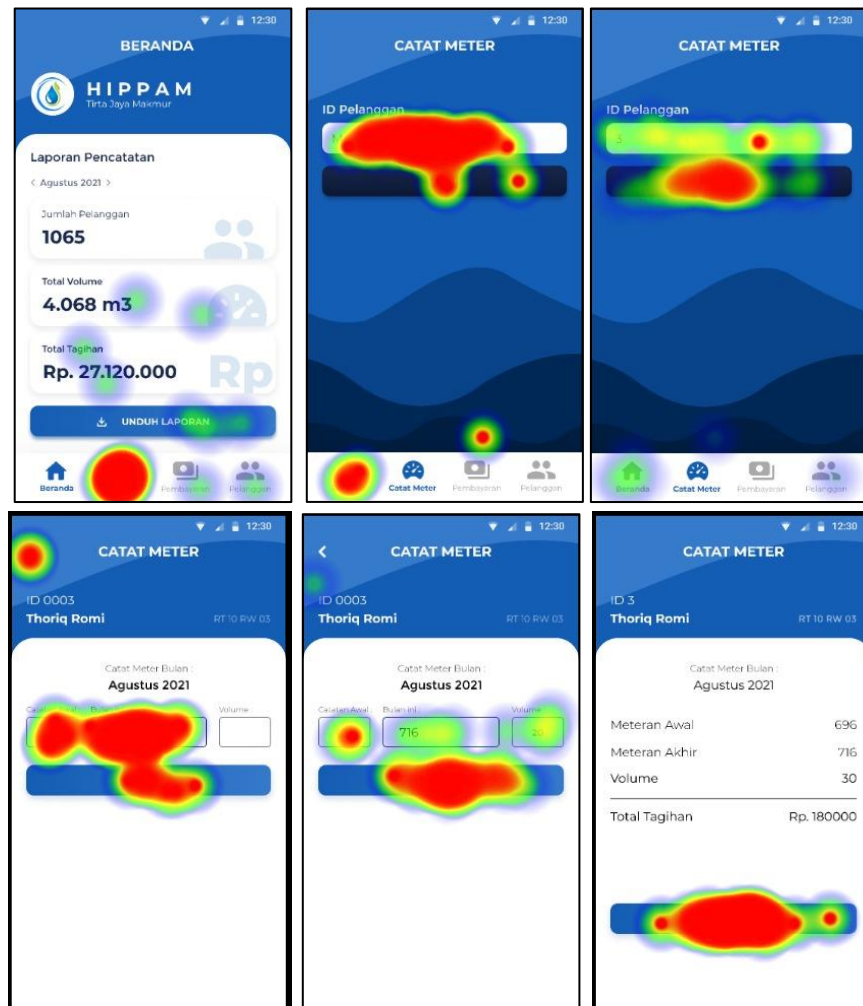 12:30
BERANDA
HIPPAM
Tirta Jaya Makmur
Laporan Pencatatan
< Agustus 2021 >
Jumlah Pelanggan
1065
Total Volume
4.068 m3
Total Tagihan
Rp. 27.120.000
Rp
UNDUH LAPORAN
Beranda
Pembayaran
Pelanggan
12:30
CATAT METER
ID Pelanggan
Catat Meter
Pembayaran
Pelanggan
12:30
CATAT METER
ID Pelanggan
3
Beranda
Catat Meter
Pembayaran
Pelanggan
12:30
CATAT METER
ID 0003
Thoriq Romi
RT 10 RW 03
Catat Meter Bulan :
Agustus 2021
Volume
12:30
< CATAT METER
ID 0003
Thoriq Romi
RT 10 RW 03
Catat Meter Bulan :
Agustus 2021
Catatan Awal : Bulan ini : Volume
716 20
12:30
CATAT METER
ID 3
Thoriq Romi
RT 10 RW 03
Catat Meter Bulan :
Agustus 2021
Meteran Awal 696
Meteran Akhir 716
Volume 30
Total Tagihan Rp. 180000